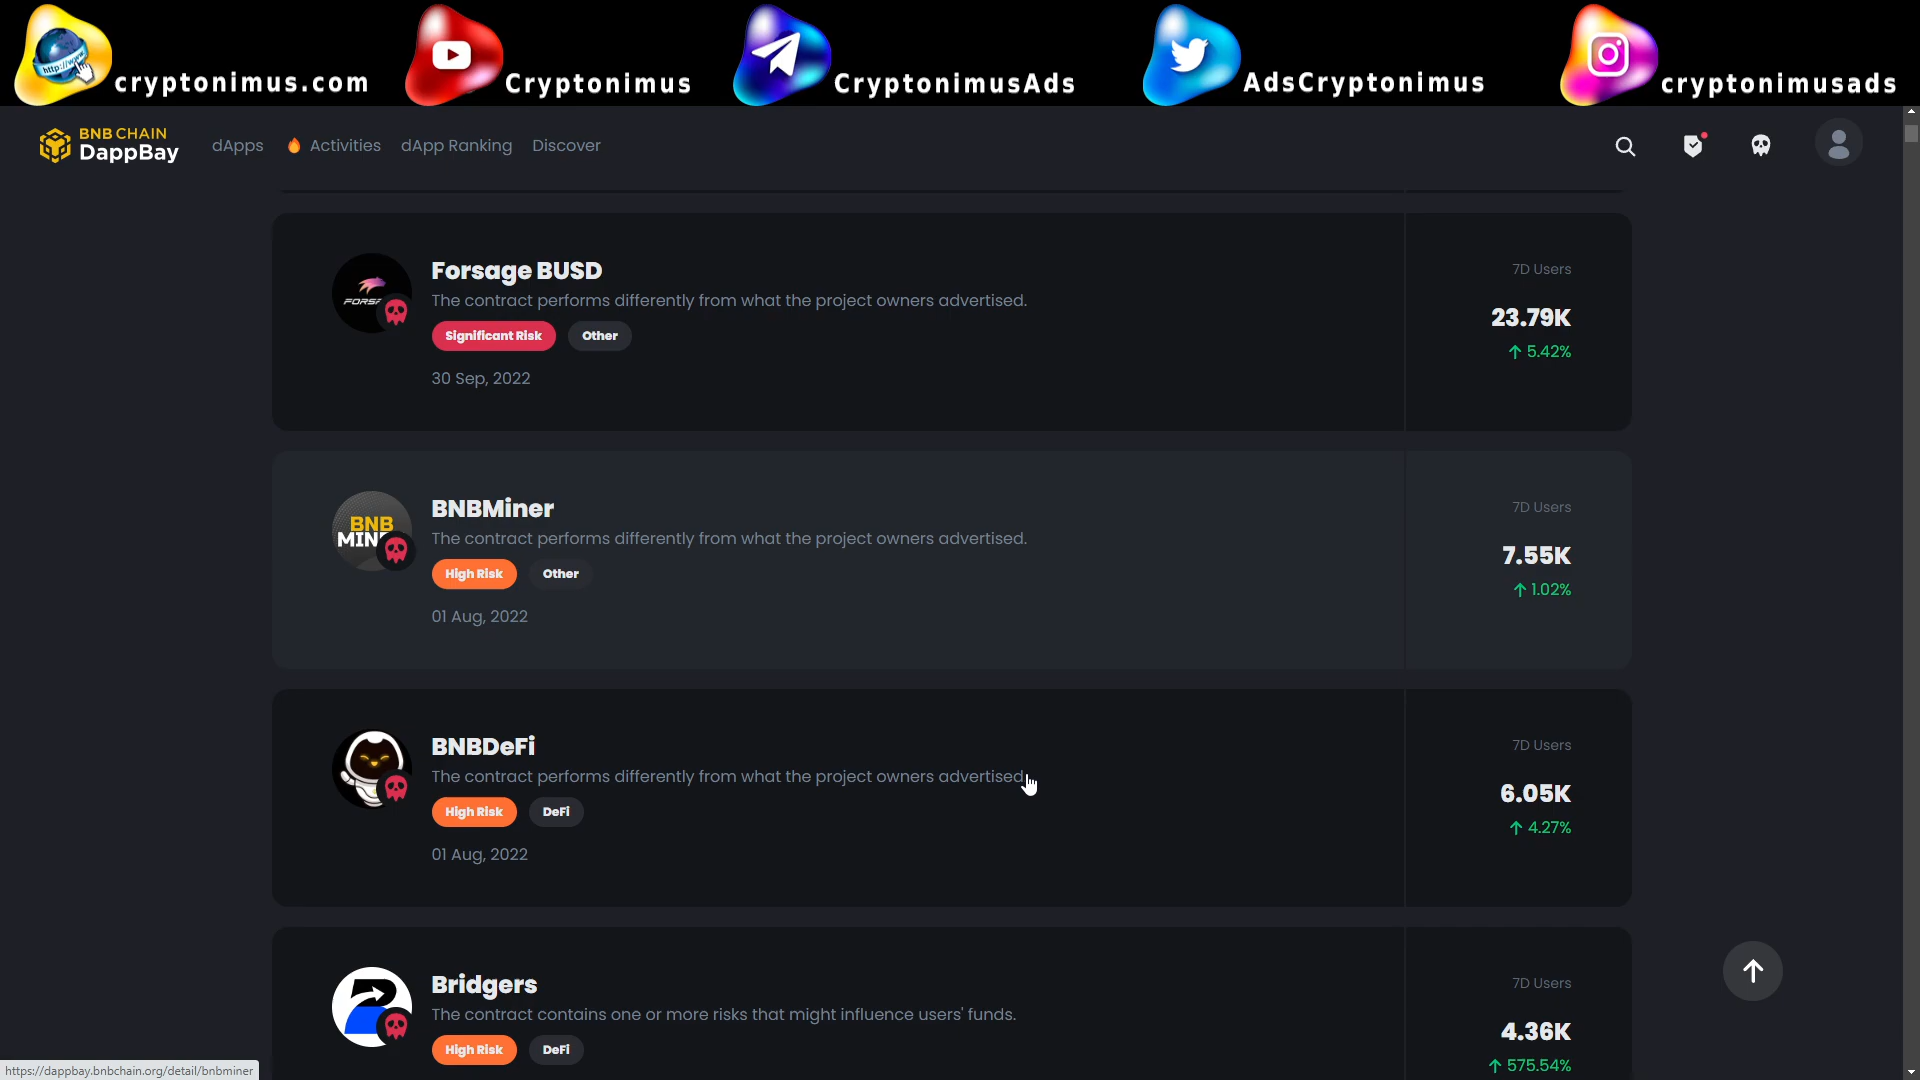 cryptonimus.com
Cryptonimus
CryptonimusAds
AdsCryptonimus
cryptonimusads
http://www
BNB CHAIN
DappBay
dApps
Activities
dApp Ranking
Discover
Forsage BUSD
The contract performs differently from what the project owners advertised.
Significant Risk
Other
30 Sep, 2022
7D Users
23.79K
5.42%
BNB
BNBMiner
The contract performs differently from what the project owners advertised.
High Risk
Other
01 Aug, 2022
7D Users
7.55K
1.02%
BNBDeFi
The contract performs differently from what the project owners advertised.
High Risk
DeFi
01 Aug, 2022
7D Users
6.05K
4.27%
Bridgers
The contract contains one or more risks that might influence users' funds.
High Risk
DeFi
7D Users
4.36K
575.54%
https://dappbay.bnbchain.org/detail/bnbminer